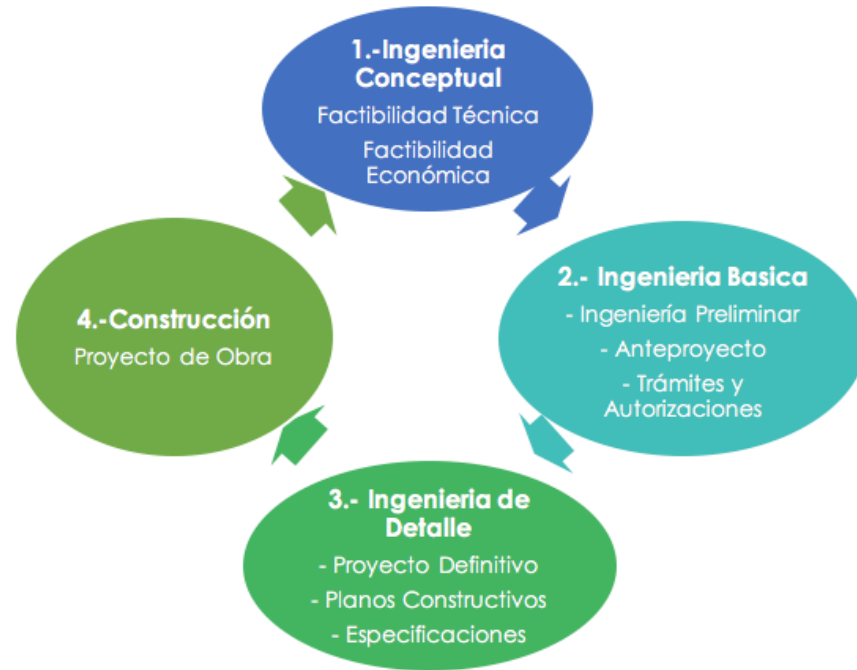 1.-Ingenieria
Conceptual
Factibilidad Técnica
Factibilidad
Económica
2.- Ingenieria Basica
- Ingeniería Preliminar
- Anteproyecto
- Trámites y
Autorizaciones
3.- Ingenieria de
Detalle
- Proyecto Definitivo
- Planos Constructivos
- Especificaciones
4.-Construcción
Proyecto de Obra